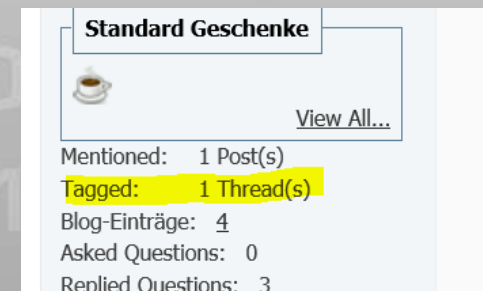 Standard Geschenke
View All...
Mentioned: 1 Post(s)
Tagged: 1 Thread(s)
Blog-Einträge: 4
Asked Questions: 0
Replied Questions: 3